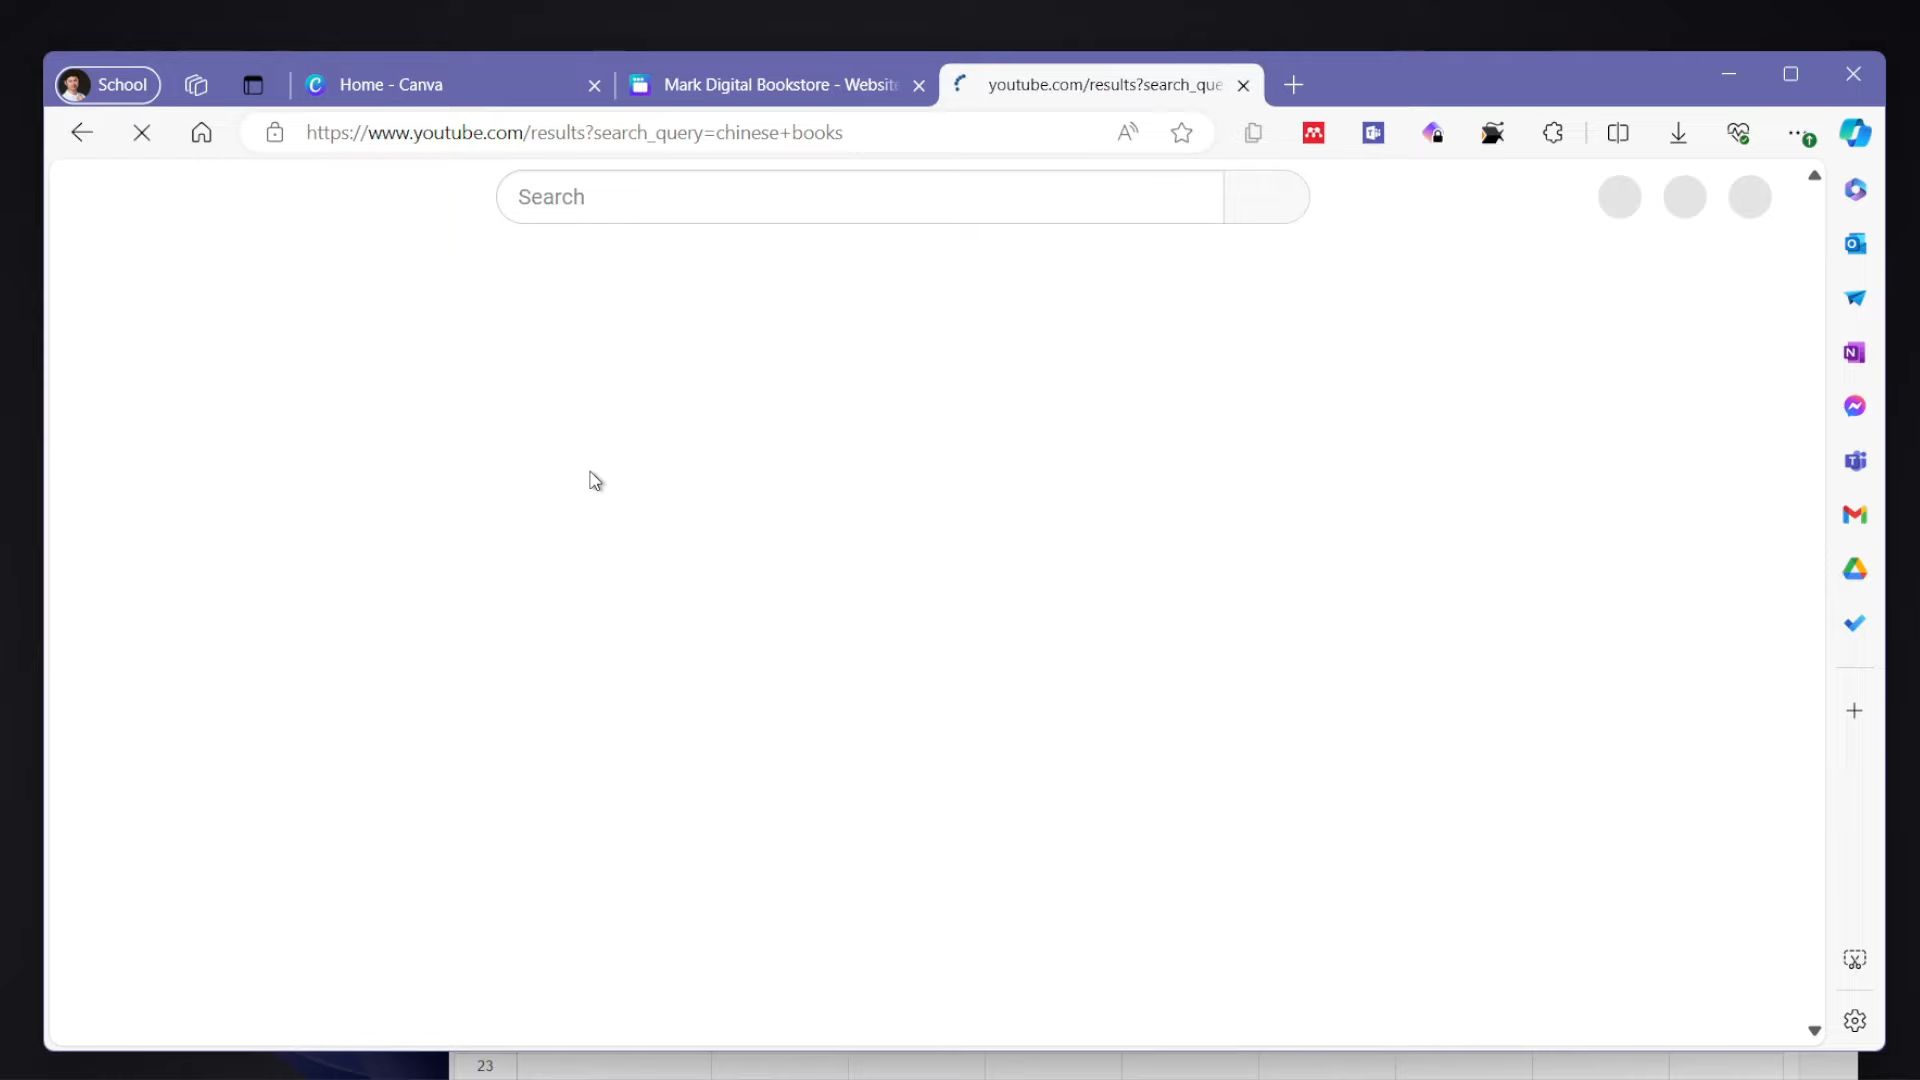 School
Home - Canva
Mark Digital Bookstore - Website
youtube.com/results?search_que
https://www.youtube.com/results?search_query=chinese+books
Search
23